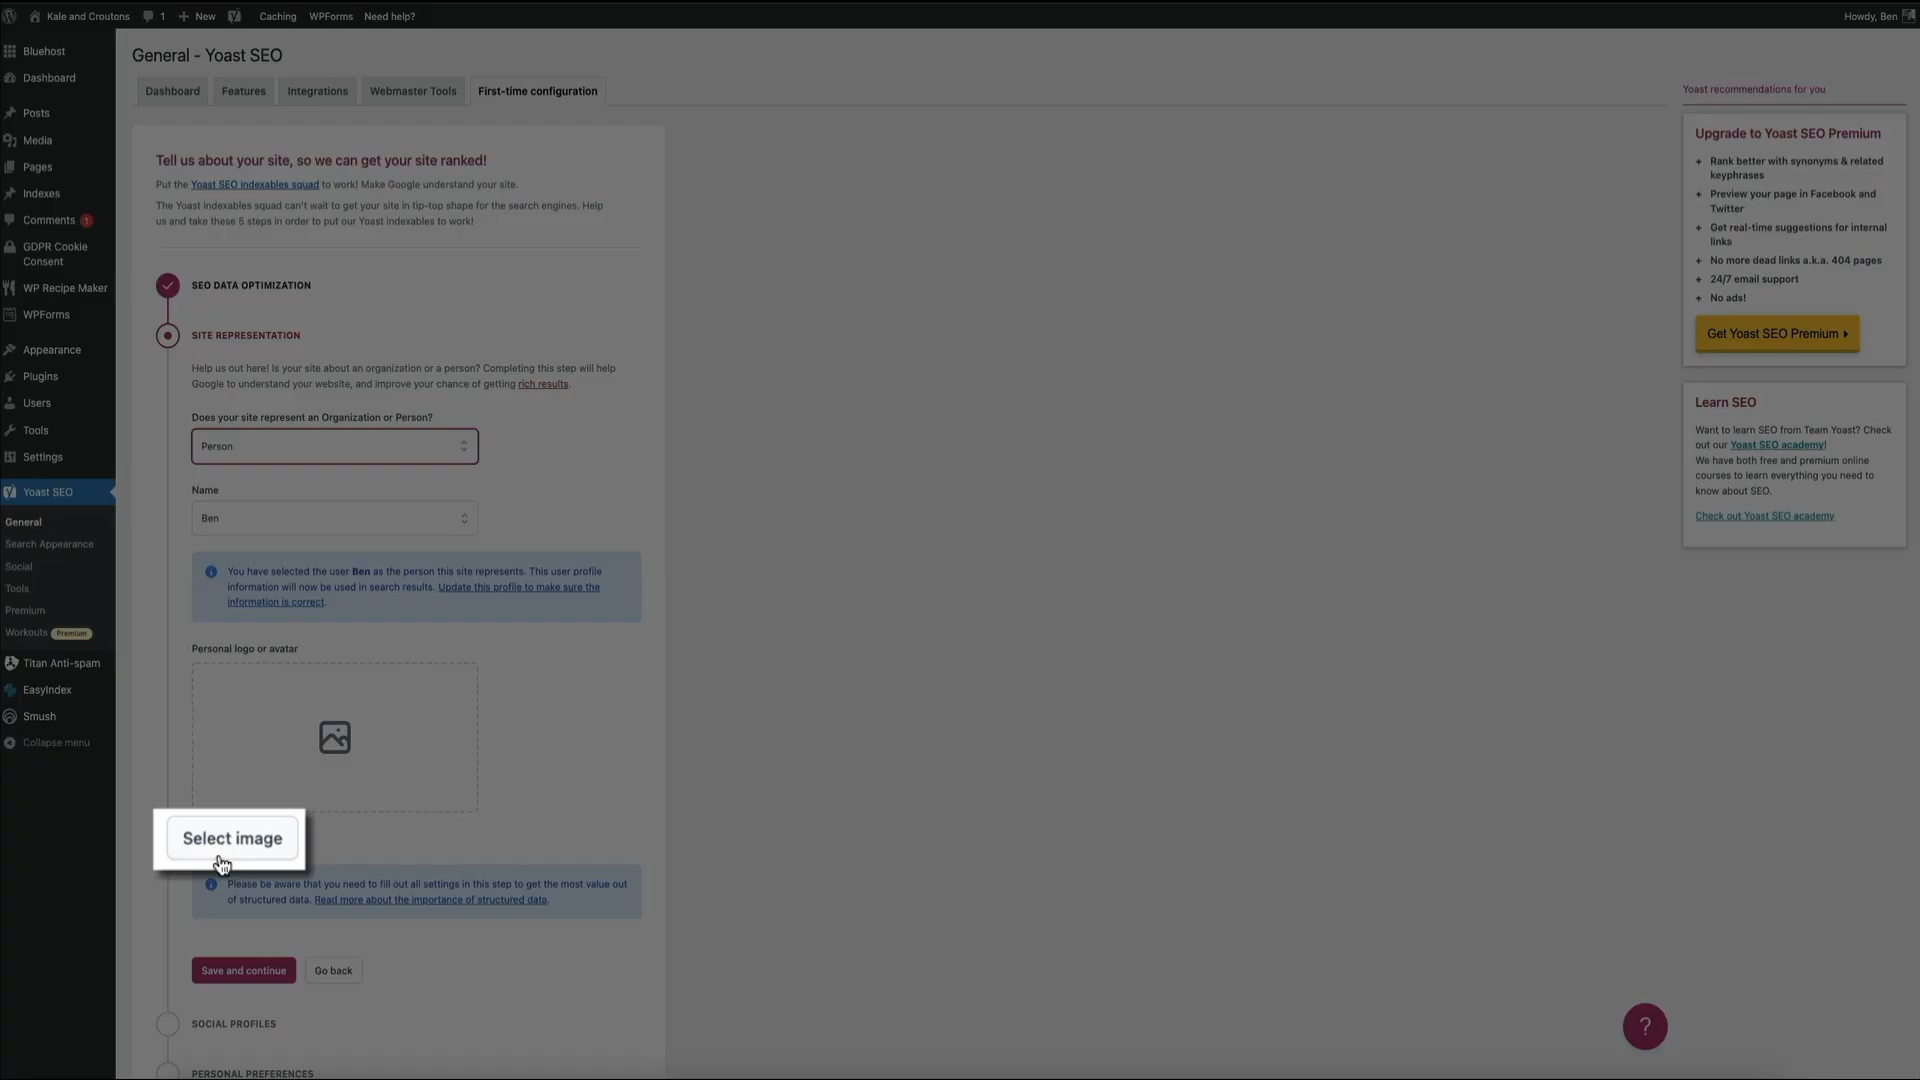 Kale and Croutons
1
New
Caching
WPForms
Need help?
Howdy, Ben
Bluehost
Dashboard
Posts
Media
Pages
Indexes
Comments 1
GDPR Cookie
Consent
WP Recipe Maker
WPForms
Appearance
Plugins
Users
Tools
Settings
Yoast SEO
General
Search Appearance
Social
Tools
Premium
Workouts Premium
Titan Anti-spam
EasyIndex
Smush
Collapse menu
General - Yoast SEO
Dashboard
Features
Integrations
Webmaster Tools
First-time configuration
Tell us about your site, so we can get your site ranked!
Put the Yoast SEO indexables squad to work! Make Google understand your site.
The Yoast indexables squad can't wait to get your site in tip-top shape for the search engines. Help
us and take these 5 steps in order to put our Yoast indexables to work!
SEO DATA OPTIMIZATION
SITE REPRESENTATION
Help us out here! Is your site about an organization or a person? Completing this step will help
Google to understand your website, and improve your chance of getting rich results.
Does your site represent an Organization or Person?
Person
Name
Ben
You have selected the user Ben as the person this site represents. This user profile
information will now be used in search results. Update this profile to make sure the
information is correct.
Personal logo or avatar
Select image
Please be aware that you need to fill out all settings in this step to get the most value out
of structured data. Read more about the importance of structured data.
Save and continue
Go back
SOCIAL PROFILES
PERSONAL PREFERENCES
Yoast recommendations for you
Upgrade to Yoast SEO Premium
+ Rank better with synonyms & related
keyphrases
+ Preview your page in Facebook and
Twitter
+ Get real-time suggestions for internal
links
+ No more dead links a.k.a. 404 pages
+ 24/7 email support
+ No ads!
Get Yoast SEO Premium
Learn SEO
Want to learn SEO from Team Yoast? Check
out our Yoast SEO academy!
We have both free and premium online
courses to learn everything you need to
know about SEO.
Check out Yoast SEO academy
?